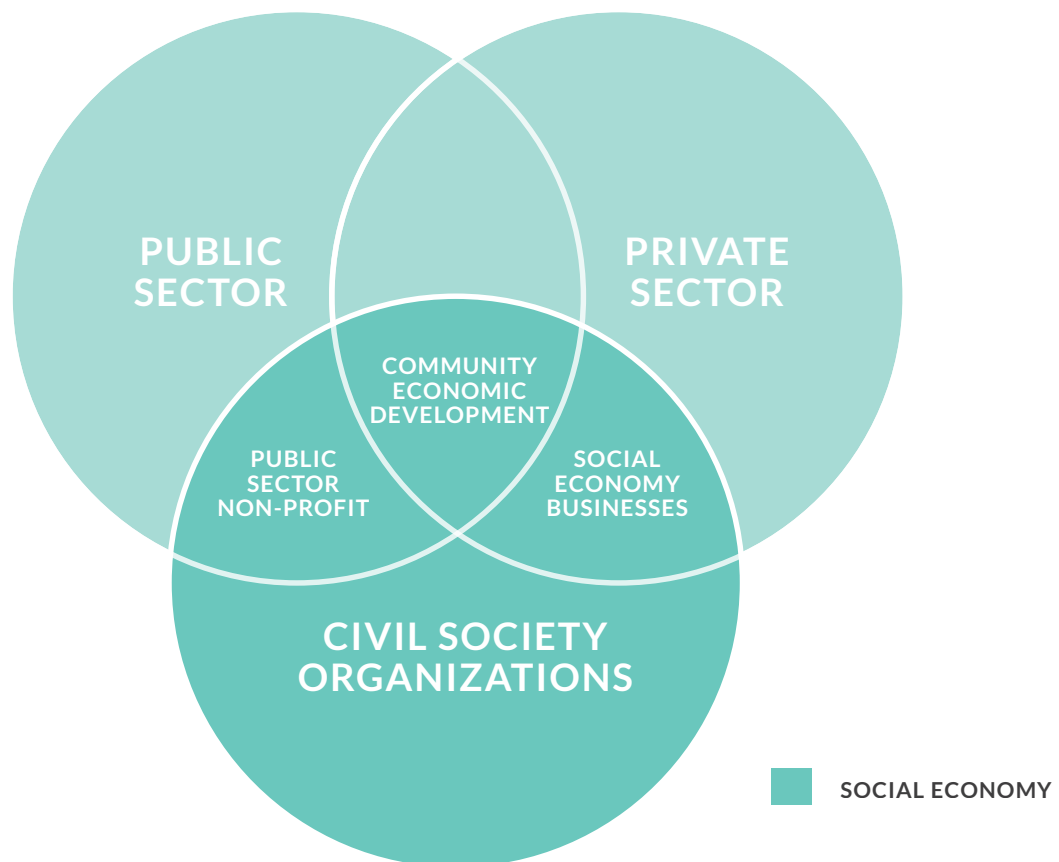 PUBLIC
SECTOR
PRIVATE
SECTOR
COMMUNITY
ECONOMIC
DEVELOPMENT
PUBLIC
SECTOR
NON-PROFIT
SOCIAL
ECONOMY
BUSINESSES
CIVIL SOCIETY
ORGANIZATIONS
SOCIAL ECONOMY